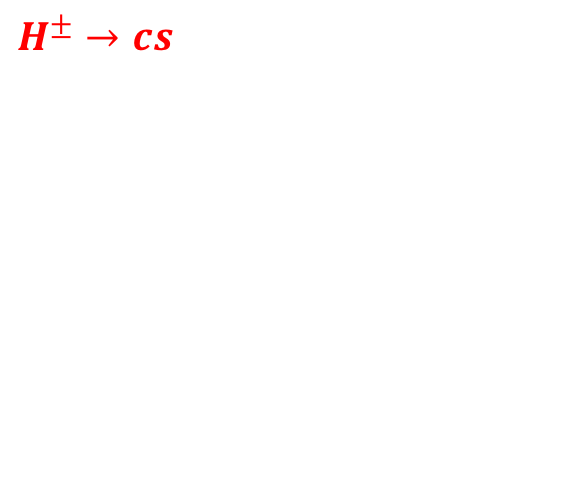 H± → cs